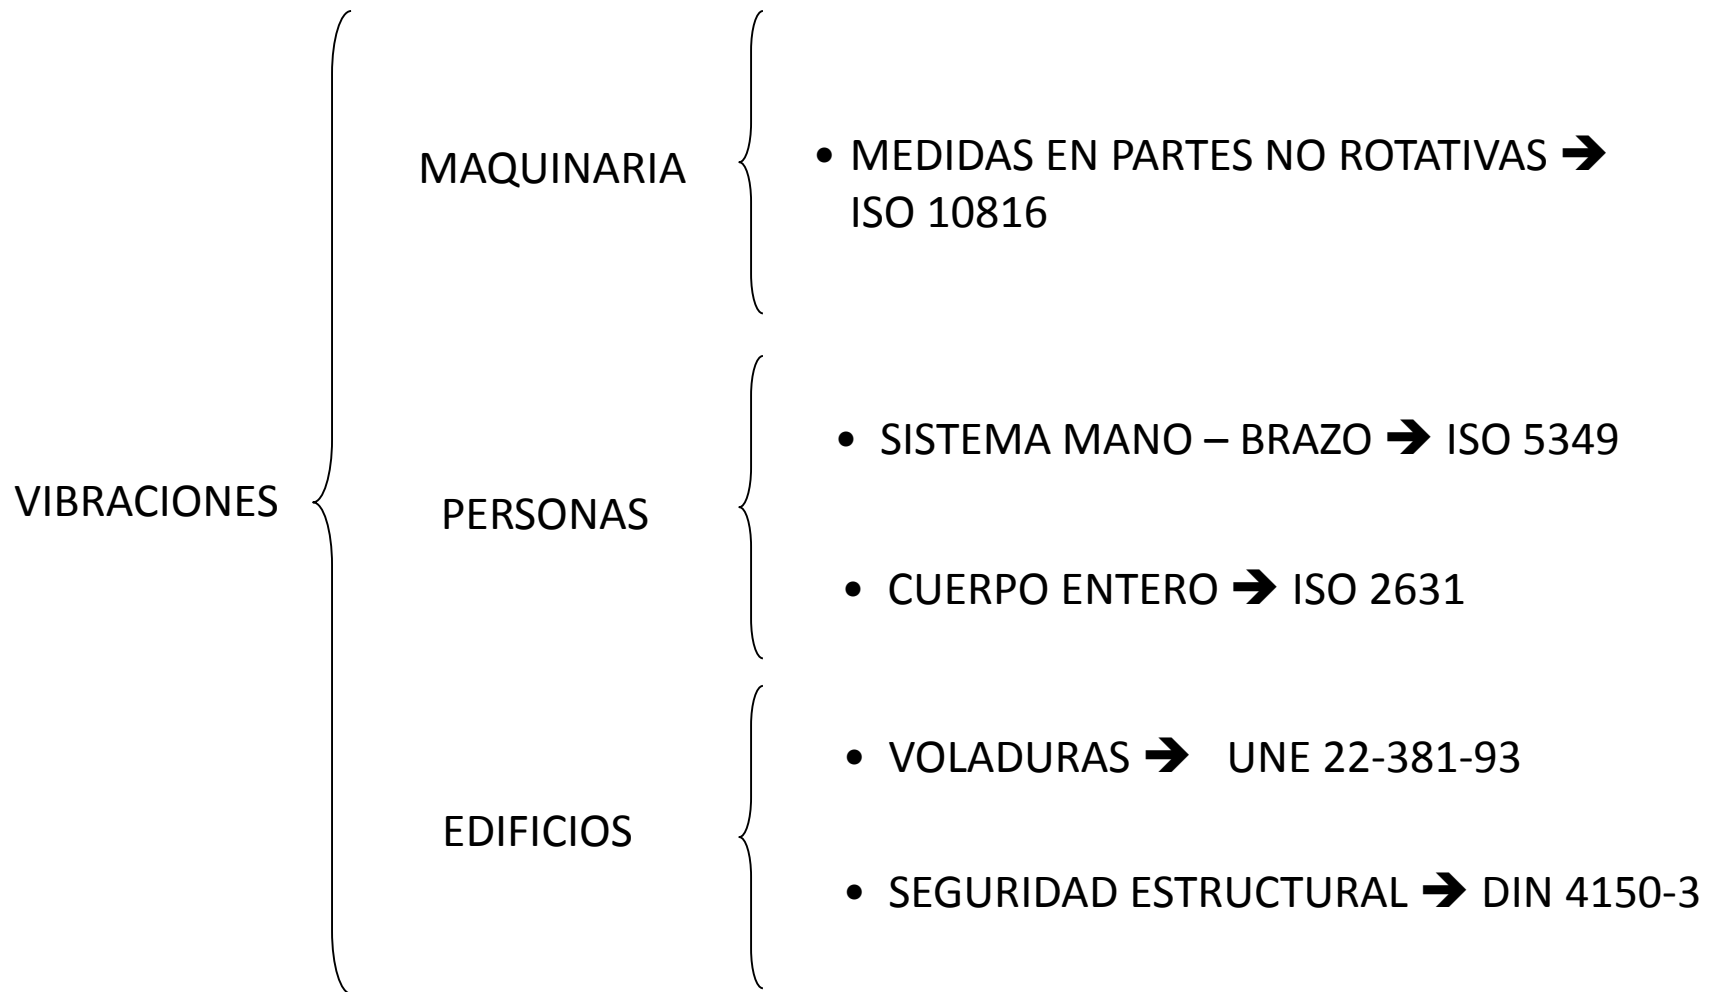 VIBRACIONES
MAQUINARIA
• MEDIDAS EN PARTES NO ROTATIVAS ➔
ISO 10816
PERSONAS
• SISTEMA MANO – BRAZO ➔ ISO 5349
• CUERPO ENTERO ➔ ISO 2631
EDIFICIOS
• VOLADURAS ➔ UNE 22-381-93
• SEGURIDAD ESTRUCTURAL ➔ DIN 4150-3